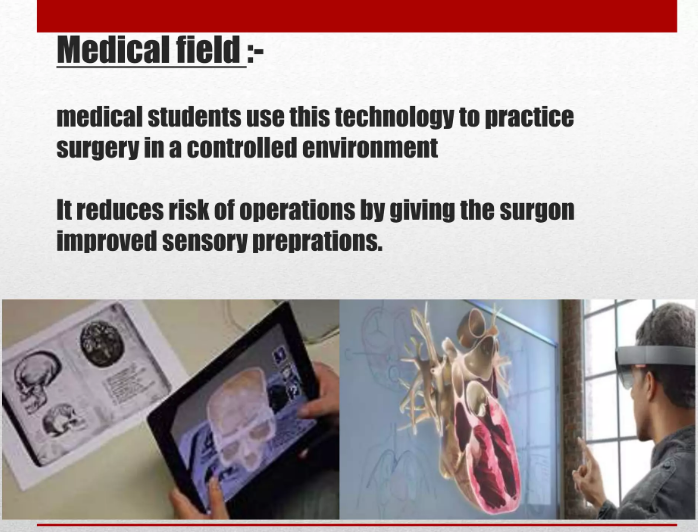 Medical field :-
medical students use this technology to practice
surgery in a controlled environment
It reduces risk of operations by giving the surgon
improved sensory preprations.